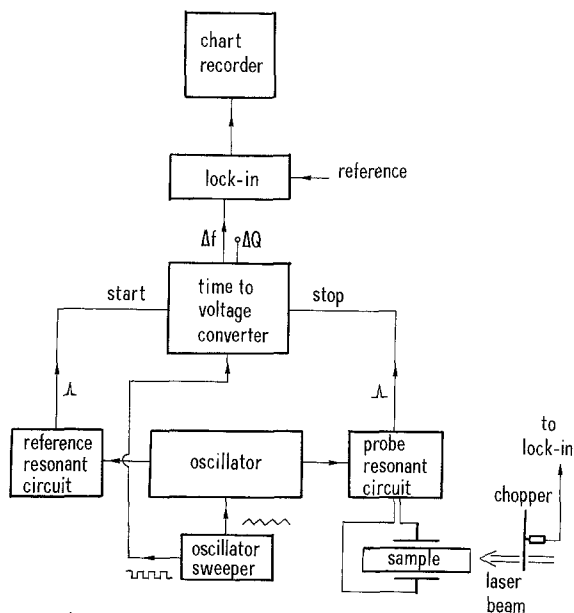 chart
recorder
lock-in
reference
Δf
ΔQ
start
time to
voltage
converter
stop
reference
resonant
circuit
oscillator
probe
resonant
circuit
to
lock-in
chopper
oscillator
sweeper
sample
laser
beam